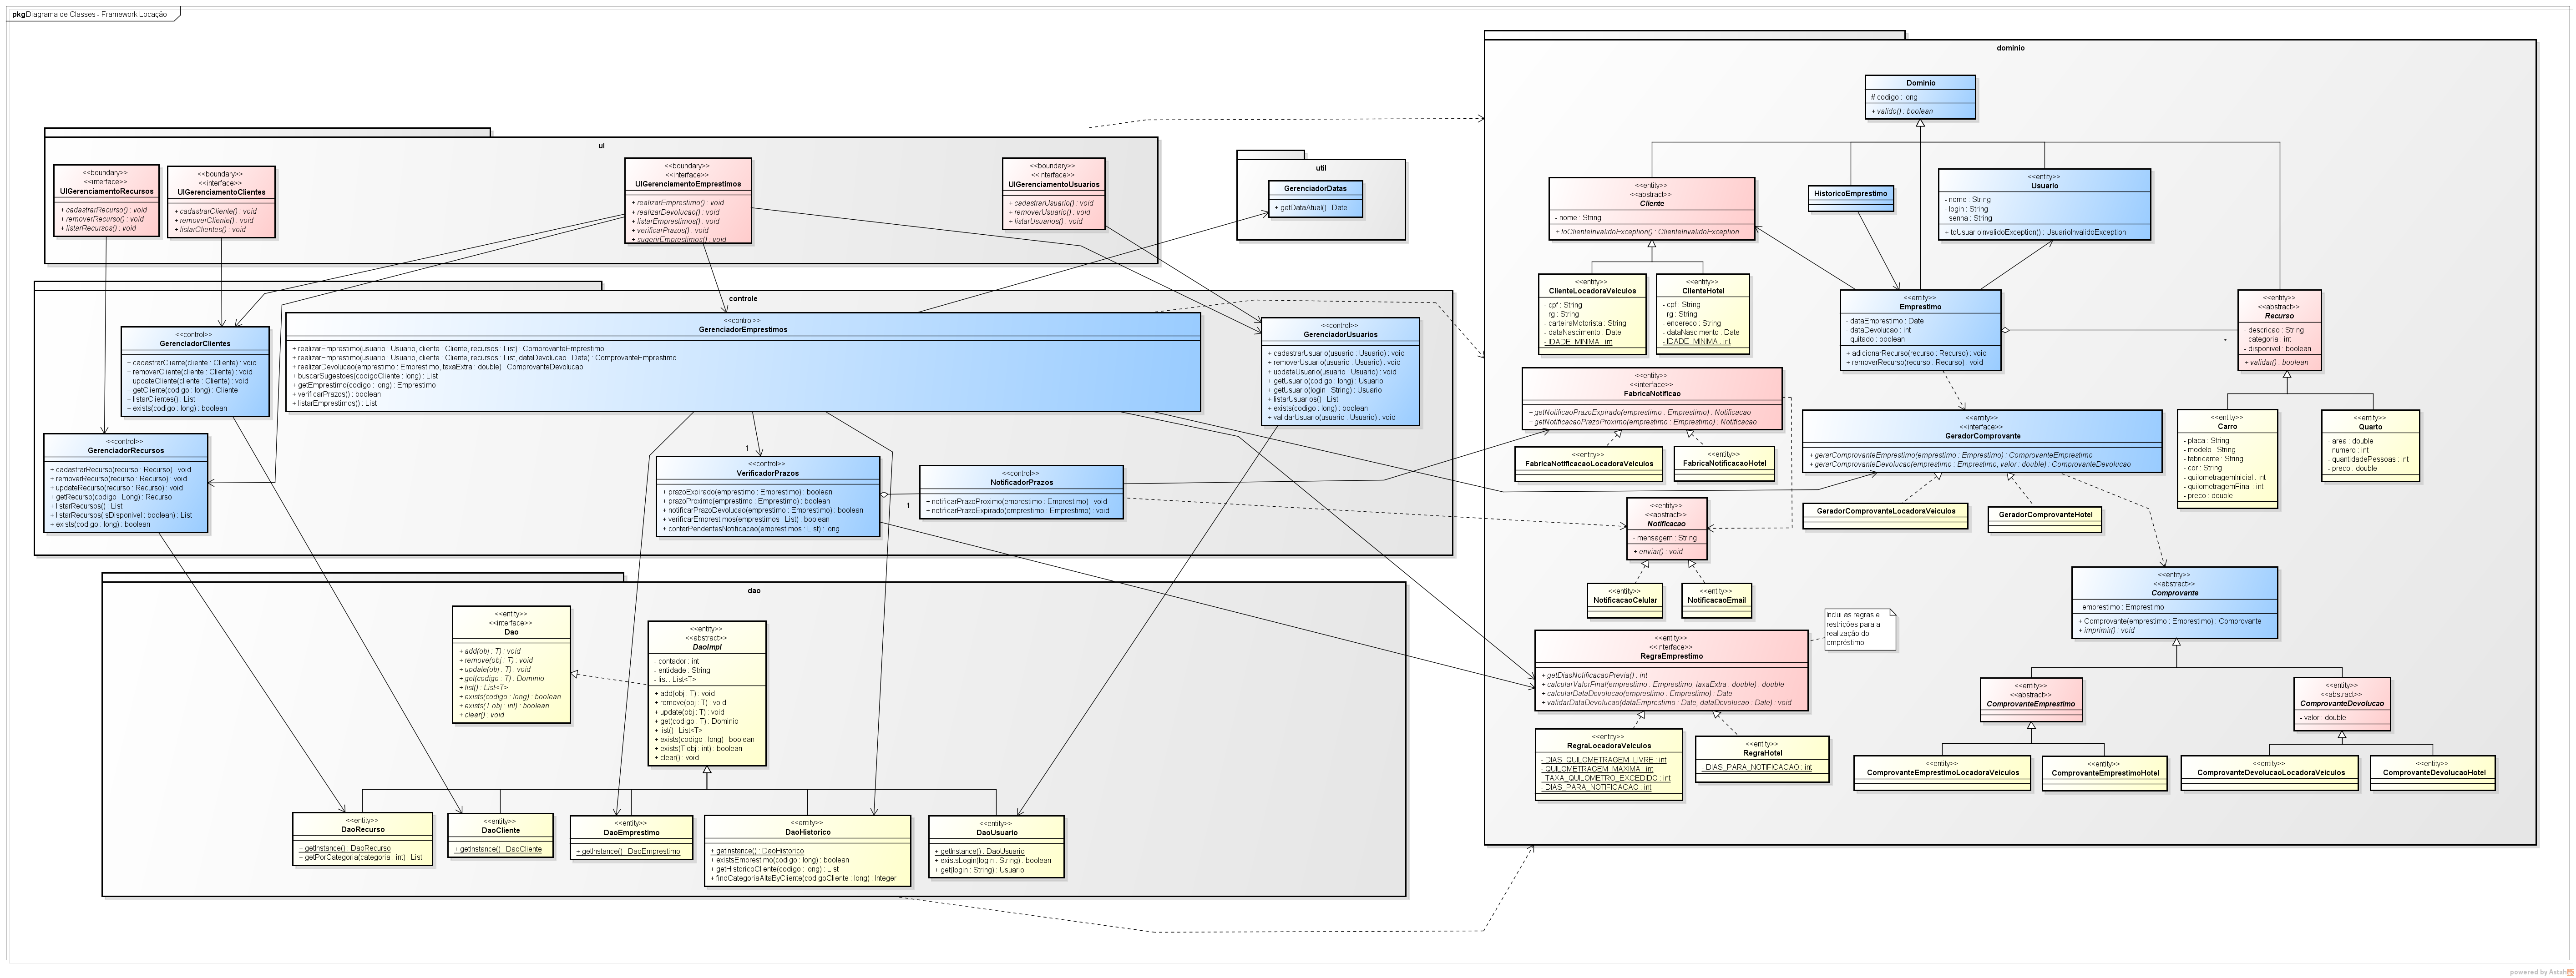 pkg Diagrama de Classes - Framework Locação
ui
<<boundary>>
<<interface>>
UIGerenciamentoRecursos
+ cadastrarRecurso() : void
+ removerRecurso() : void
+ listarRecursos() : void
<<boundary>>
<<interface>>
UIGerenciamentoClientes
+ cadastrarCliente() : void
+ removerCliente() : void
+ listarClientes() : void
<<boundary>>
<<interface>>
UIGerenciamentoEmprestimos
+ realizarEmprestimo() : void
+ realizarDevolucao() : void
+ listarEmprestimos() : void
+ verificarPrazos() : void
+ sugerirEmprestimos() : void
<<boundary>>
<<interface>>
UIGerenciamentoUsuarios
+ cadastrarUsuario() : void
+ removerUsuario() : void
+ listarUsuarios() : void
util
GerenciadorDatas
+ getDataAtual() : Date
controle
<<control>>
GerenciadorClientes
+ cadastrarCliente(cliente : Cliente) : void
+ removerCliente(cliente : Cliente) : void
+ updateCliente(cliente : Cliente) : void
+ getCliente(codigo : long) : Cliente
+ listarClientes() : List
+ exists(codigo : long) : boolean
<<control>>
GerenciadorEmprestimos
+ realizarEmprestimo(usuario : Usuario, cliente : Cliente, recursos : List) : ComprovanteEmprestimo
+ realizarEmprestimo(usuario : Usuario, cliente : Cliente, recursos : List, dataDevolucao : Date) : ComprovanteEmprestimo
+ realizarDevolucao(emprestimo : Emprestimo, taxaExtra : double) : ComprovanteDevolucao
+ buscarSugestoes(codigoCliente : long) : List
+ getEmprestimo(codigo : long) : Emprestimo
+ verificarPrazos() : boolean
+ listarEmprestimos() : List
<<control>>
GerenciadorUsuarios
+ cadastrarUsuario(usuario : Usuario) : void
+ removerUsuario(usuario : Usuario) : void
+ updateUsuario(usuario : Usuario) : void
+ getUsuario(codigo : long) : Usuario
+ getUsuario(login : String) : Usuario
+ listarUsuarios() : List
+ exists(codigo : long) : boolean
+ validarUsuario(usuario : Usuario) : void
<<control>>
GerenciadorRecursos
+ cadastrarRecurso(recurso : Recurso) : void
+ removerRecurso(recurso : Recurso) : void
+ updateRecurso(recurso : Recurso) : void
+ getRecurso(codigo : Long) : Recurso
+ listarRecursos() : List
+ listarRecursos(isDisponivel : boolean) : List
+ exists(codigo : long) : boolean
1
<<control>>
VerificadorPrazos
+ prazoExpirado(emprestimo : Emprestimo) : boolean
+ prazoProximo(emprestimo : Emprestimo) : boolean
+ notificarPrazoDevolucao(emprestimo : Emprestimo) : boolean
+ verificarEmprestimos(emprestimos : List) : boolean
+ contarPendentesNotificacao(emprestimos : List) : long
1
<<control>>
NotificadorPrazos
+ notificarPrazoProximo(emprestimo : Emprestimo) : void
+ notificarPrazoExpirado(emprestimo : Emprestimo) : void
dao
<<entity>>
<<interface>>
Dao
+ add(obj : T) : void
+ remove(obj : T) : void
+ update(obj : T) : void
+ get(codigo : T) : Dominio
+ list() : List<T>
+ exists(codigo : long) : boolean
+ exists(T obj : int) : boolean
+ clear() : void
<<entity>>
<<abstract>>
DaoImpl
- contador : int
- entidade : String
- list : List<T>
+ add(obj : T) : void
+ remove(obj : T) : void
+ update(obj : T) : void
+ get(codigo : T) : Dominio
+ list() : List<T>
+ exists(codigo : long) : boolean
+ exists(T obj : int) : boolean
+ clear() : void
<<entity>>
DaoRecurso
+ getInstance() : DaoRecurso
+ getPorCategoria(categoria : int) : List
<<entity>>
DaoCliente
+ getInstance() : DaoCliente
<<entity>>
DaoEmprestimo
+ getInstance() : DaoEmprestimo
<<entity>>
DaoHistorico
+ getInstance() : DaoHistorico
+ existsEmprestimo(codigo : long) : boolean
+ getHistoricoCliente(codigo : long) : List
+ findCategoriaAltaByCliente(codigoCliente : long) : Integer
<<entity>>
DaoUsuario
+ getInstance() : DaoUsuario
+ existsLogin(login : String) : boolean
+ get(login : String) : Usuario
dominio
Dominio
# codigo : long
+ valido() : boolean
<<entity>>
<<abstract>>
Cliente
- nome : String
+ toClienteInvalidoException() : ClienteInvalidoException
HistoricoEmprestimo
<<entity>>
Usuario
- nome : String
- login : String
- senha : String
+ toUsuarioInvalidoException() : UsuarioInvalidoException
<<entity>>
ClienteLocadoraVeiculos
- cpf : String
- rg : String
- carteiraMotorista : String
- dataNascimento : Date
- IDADE_MINIMA : int
<<entity>>
ClienteHotel
- cpf : String
- rg : String
- endereco : String
- dataNascimento : Date
- IDADE_MINIMA : int
<<entity>>
Emprestimo
- dataEmprestimo : Date
- dataDevolucao : int
- quitado : boolean
+ adicionarRecurso(recurso : Recurso) : void
+ removerRecurso(recurso : Recurso) : void
*
<<entity>>
<<abstract>>
Recurso
- descricao : String
- categoria : int
- disponivel : boolean
+ validar() : boolean
<<entity>>
<<interface>>
FabricaNotificao
+ getNotificaoPrazoExpirado(emprestimo : Emprestimo) : Notificacao
+ getNotificacaoPrazoProximo(emprestimo : Emprestimo) : Notificacao
<<entity>>
FabricaNotificacaoLocadoraVeiculos
<<entity>>
FabricaNotificacaoHotel
<<entity>>
<<interface>>
GeradorComprovante
+ gerarComprovanteEmprestimo(emprestimo : Emprestimo) : ComprovanteEmprestimo
+ gerarComprovanteDevolucao(emprestimo : Emprestimo, valor : double) : ComprovanteDevolucao
<<entity>>
Carro
- placa : String
- modelo : String
- fabricante : String
- cor : String
- quilometragemInicial : int
- quilometragemFinal : int
- preco : double
<<entity>>
Quarto
- area : double
- numero : int
- quantidadePessoas : int
- preco : double
<<entity>>
GeradorComprovanteLocadoraVeiculos
<<entity>>
GeradorComprovanteHotel
<<entity>>
<<abstract>>
Notificacao
- mensagem : String
+ enviar() : void
<<entity>>
NotificacaoCelular
<<entity>>
NotificacaoEmail
<<entity>>
<<abstract>>
Comprovante
- emprestimo : Emprestimo
+ Comprovante(emprestimo : Emprestimo) : Comprovante
+ imprimir() : void
Inclui as regras e
restrições para a
realização do
empréstimo
<<entity>>
<<interface>>
RegraEmprestimo
+ getDiasNotificacaoPrevia() : int
+ calcularValorFinal(emprestimo : Emprestimo, taxaExtra : double) : double
+ calcularDataDevolucao(emprestimo : Emprestimo) : Date
+ validarDataDevolucao(dataEmprestimo : Date, dataDevolucao : Date) : void
<<entity>>
RegraLocadoraVeiculos
- DIAS_QUILOMETRAGEM_LIVRE : int
- QUILOMETRAGEM_MAXIMA : int
- TAXA_QUILOMETRO_EXCEDIDO : int
- DIAS_PARA_NOTIFICACAO : int
<<entity>>
RegraHotel
- DIAS_PARA_NOTIFICACAO : int
<<entity>>
<<abstract>>
ComprovanteEmprestimo
<<entity>>
<<abstract>>
ComprovanteDevolucao
- valor : double
<<entity>>
ComprovanteEmprestimoLocadoraVeiculos
<<entity>>
ComprovanteEmprestimoHotel
<<entity>>
ComprovanteDevolucaoLocadoraVeiculos
<<entity>>
ComprovanteDevolucaoHotel
powered by Astah